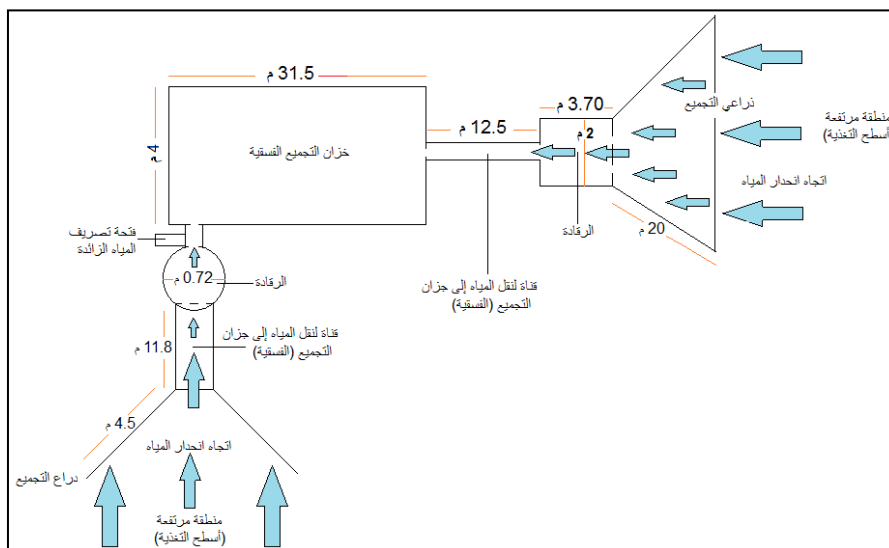 31.5 م
3.70 م
ذراعي التجميع
منطقة مرتفعة
(أسطح التغذية)
12.5 م
2 م
4 م
خزان التجميع الفسقية
اتجاه انحدار المياه
الرقادة
20 م
فتحة تصريف
المياه الزائدة
0.72 م
الرقادة
قناة لنقل المياه إلى جزان
التجميع (الفسقية)
قناة لنقل المياه إلى جزان
التجميع (الفسقية)
11.8 م
4.5 م
اتجاه انحدار المياه
دراع التجميع
منطقة مرتفعة
(أسطح التغذية)